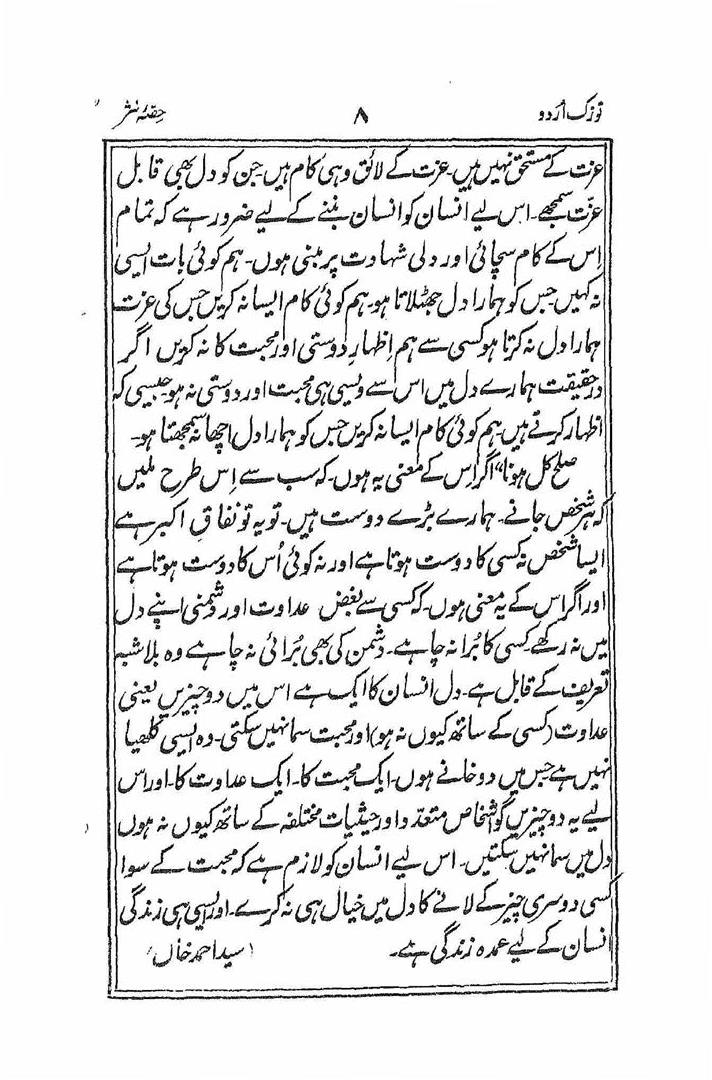 توزک اُردو ۸ حِصّۂ نثر
عزت کے مستحق نہیں ہیں۔ عزت کے لائق وہی کام ہیں جن کو دل بھی قابل
عزّت سمجھے۔ اس لیے انسان کو انسان بننے کے لیے ضرور ہے کہ تمام
اِس کے کام سچائی اور دلی شہادت پر مبنی ہوں۔ ہم کوئی بات ایسی
نہ کہیں جس کو ہمارا دل جھٹلاتا ہو۔ ہم کوئی کام ایسا نہ کریں جس کی عزت
ہمارا دل نہ کرتا ہو کسی سے ہم اِظہارِ دوستی اور محبت کا نہ کریں اگر
درحقیقت ہمارے دل میں اس سے ویسی ہی محبت اور دوستی نہ ہو جیسی کہ
اظہار کرتے ہیں۔ ہم کوئی کام ایسا نہ کریں جس کو ہمارا دل اچھا نہ سمجھتا ہو۔
صلح کل ہونا" اگر اس کے معنی یہ ہوں۔ کہ سب سے اِس طرح ملیں
کہ ہر شخص جانے۔ ہمارے بڑے دوست ہیں۔ تو یہ تو نفاقِ اکبر ہے
ایسا شخص نہ کسی کا دوست ہوتا ہے اور نہ کوئی اُس کا دوست ہوتا ہے
اور اگر اس کے یہ معنی ہوں۔ کہ کسی سے بغض عداوت اور دشمنی اپنے دل
میں نہ رکھے۔ کسی کا بُرا نہ چاہے۔ دشمن کی بھی بُرائی نہ چاہے وہ بلاشبہ
تعریف کے قابل ہے۔ دل انسان کا ایک ہے اس میں دو چیزیں یعنی
عداوت (کسی کے ساتھ کیوں نہ ہو) اور محبت سما نہیں سکتی۔ وہ ایسی کلھیا
نہیں ہے جس میں دو خانے ہوں۔ ایک محبت کا۔ ایک عداوت کا۔ اور اس
لیے یہ دو چیزیں گو اشخاص متعدّد اور حیثیات مختلفہ کے ساتھ کیوں نہ ہوں
دل میں سما نہیں سکتیں۔ اس لیے انسان کو لازم ہے کہ محبت کے سوا
کسی دوسری چیز کے لانے کا دل میں خیال ہی نہ کرے۔ اور ایسی ہی زندگی
انسان کے لیے عمدہ زندگی ہے۔ (سید احمد خاں)